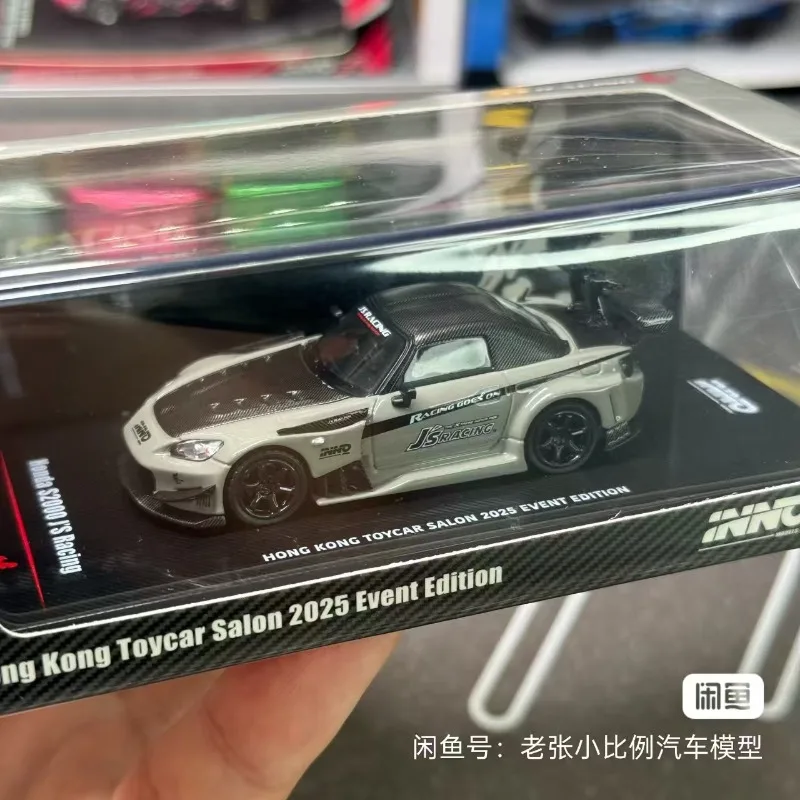 J'S RACING
INNO
RACING GOES ON
J'S RACING
INNO
INNO
Honda S2000 J'S Racing
HONG KONG TOYCAR SALON 2025 EVENT EDITION
INNO
ng Kong Toycar Salon 2025 Event Edition
闲鱼
闲鱼号：老张小比例汽车模型